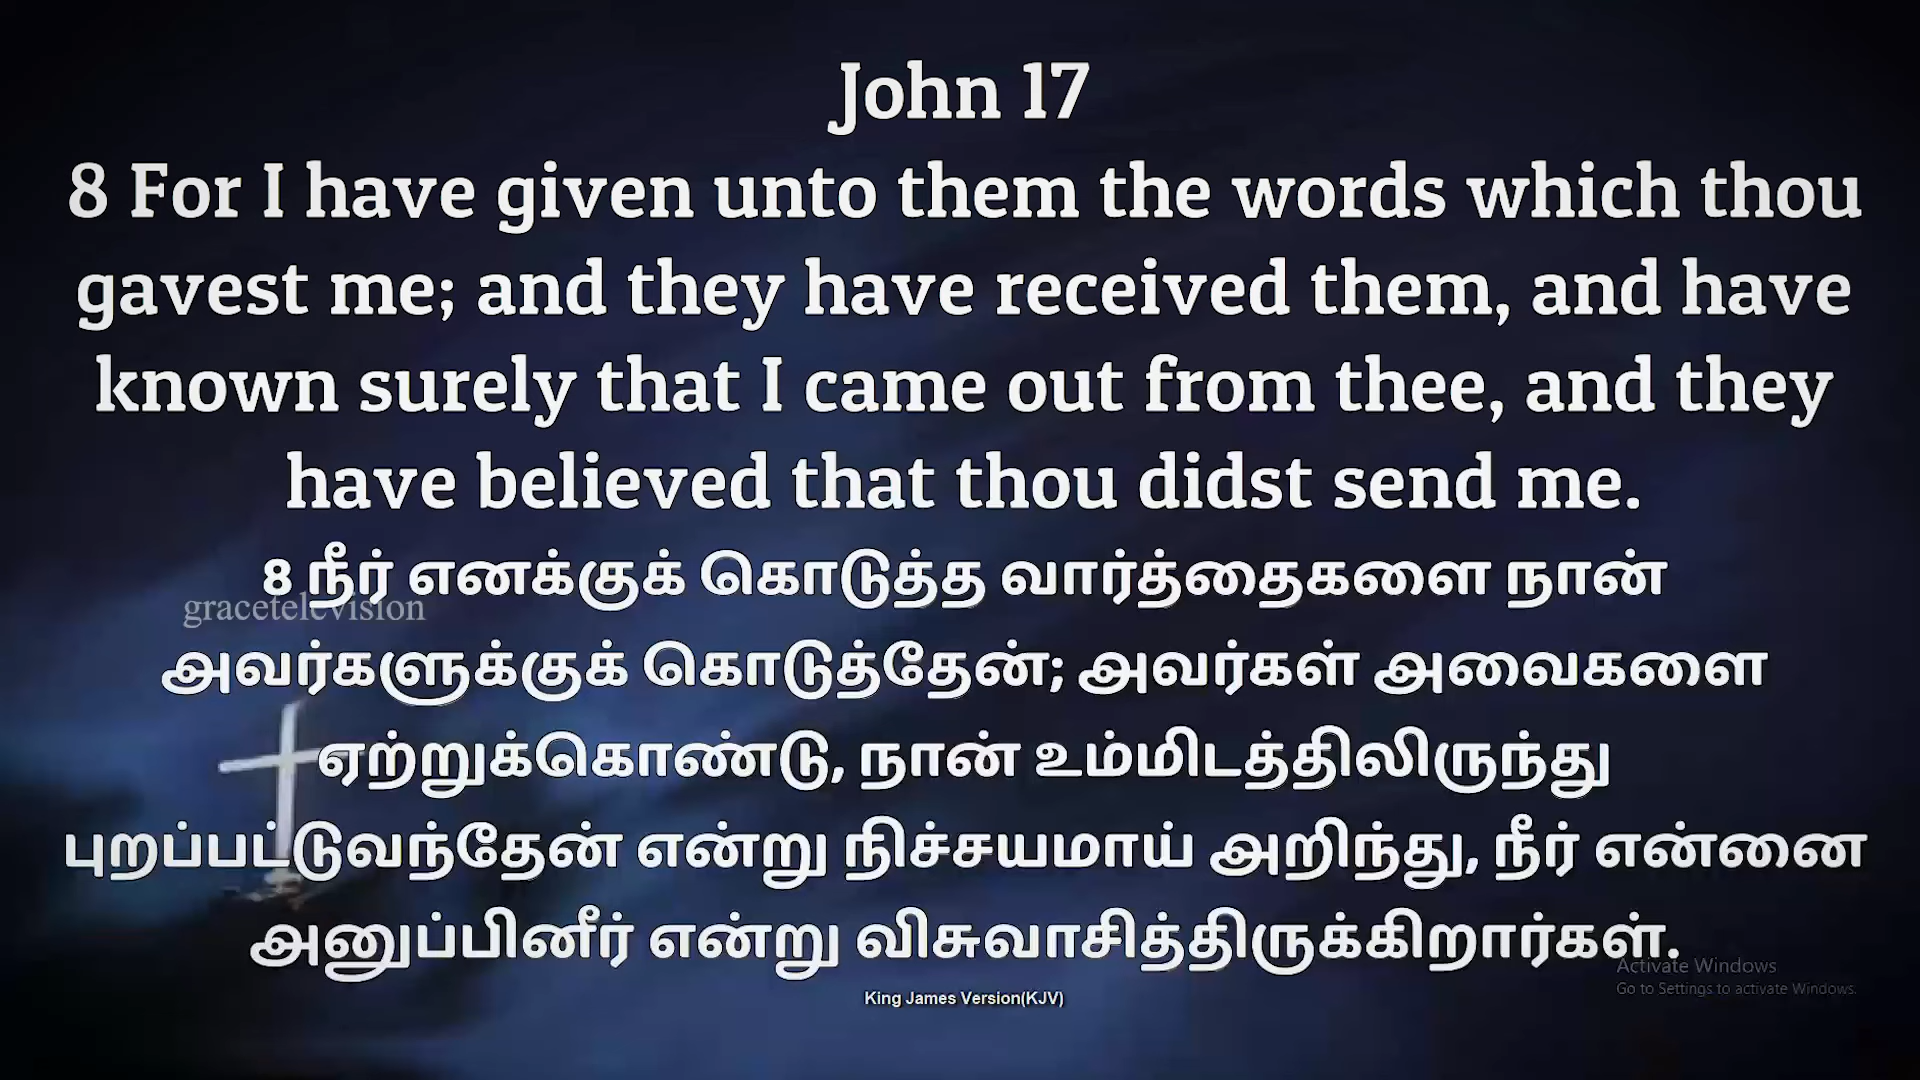 John 17
8 For I have given unto them the words which thou
gavest me; and they have received them, and have
known surely that I came out from thee, and they
have believed that thou didst send me.
8 நீர் எனக்குக் கொடுத்த வார்த்தைகளை நான்
gracetelevision
அவர்களுக்குக் கொடுத்தேன்; அவர்கள் அவைகளை
ஏற்றுக்கொண்டு, நான் உம்மிடத்திலிருந்து
புறப்பட்டுவந்தேன் என்று நிச்சயமாய் அறிந்து, நீர் என்னை
அனுப்பினீர் என்று விசுவாசித்திருக்கிறார்கள்.
Activate Windows
Go to Settings to activate Windows.
King James Version(KJV)